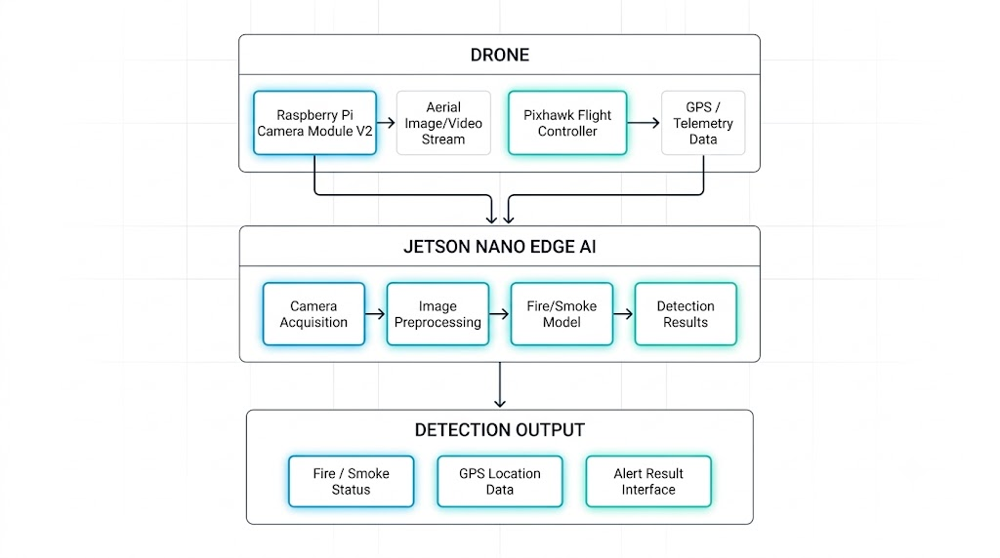 DRONE
Raspberry Pi
Camera Module V2
Aerial
Image/Video
Stream
Pixhawk Flight
Controller
GPS /
Telemetry
Data
JETSON NANO EDGE AI
Camera
Acquisition
Image
Preprocessing
Fire/Smoke
Model
Detection
Results
DETECTION OUTPUT
Fire / Smoke
Status
GPS Location
Data
Alert Result
Interface